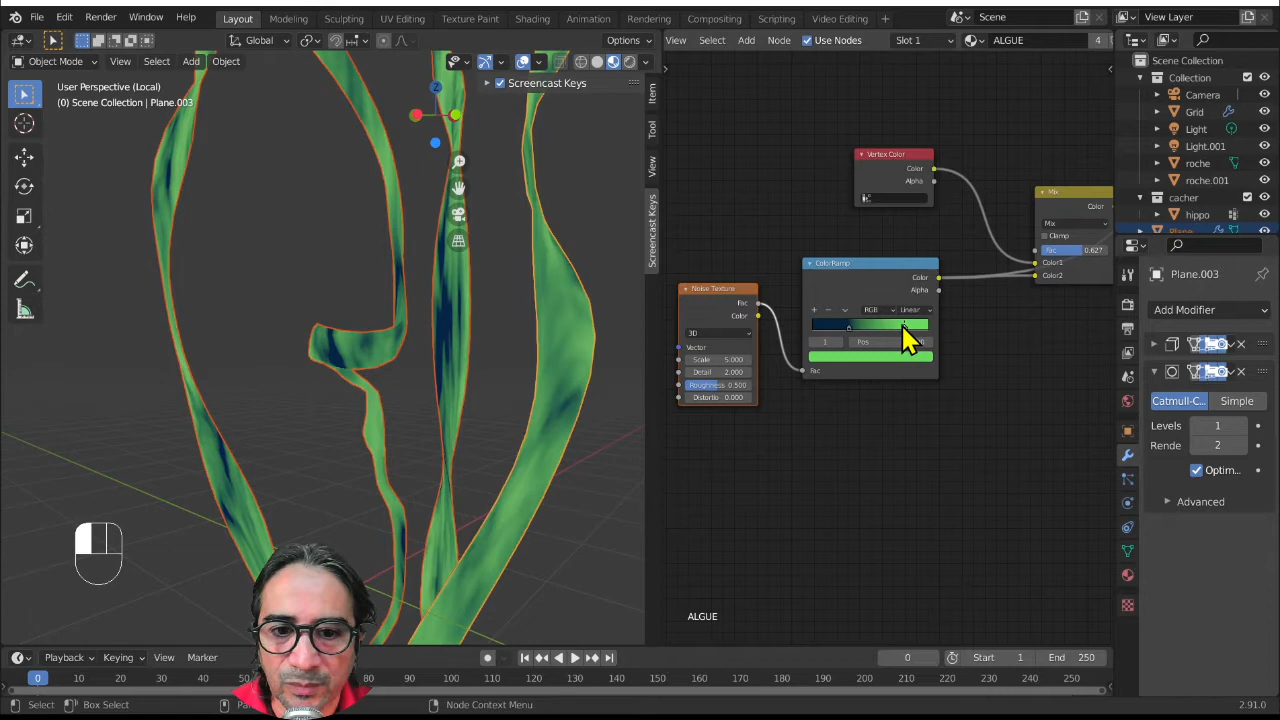 File Edit Render Window Help Layout Modeling Sculpting UV Editing Texture Paint Shading Animation Rendering Compositing Scripting Video Editing + Scene View Layer
Global Options View Select Add Node Use Nodes Slot 1 ALGUE 4
Object Mode View Select Add Object Scene Collection
User Perspective (Local) Screencast Keys Collection
(0) Scene Collection | Plane.003 Camera
Item Grid
Tool Light
View Light.001
Screencast Keys roche
roche.001
cacher
hippo
Vertex Color
Color
Alpha
Mix
Color
Mix
Clamp
Fac 0.627
Color1
Color2
ColorRamp
Color
Alpha
RGB Linear
1 Pos
Fac
Noise Texture
Fac
Color
3D
Vector
Scale 5.000
Detail 2.000
Roughness 0.500
Distortio 0.000
ALGUE
Plane.003
Add Modifier
Catmull-C... Simple
Levels 1
Rende 2
Optim...
Advanced
Playback Keying View Marker 0 Start 1 End 250
0 10 20 30 40 50 60 70 80 90 100 110 120 130 140 150 160 170 180 190 200 210 220 230 240 250
Select Box Select Node Context Menu 2.91.0